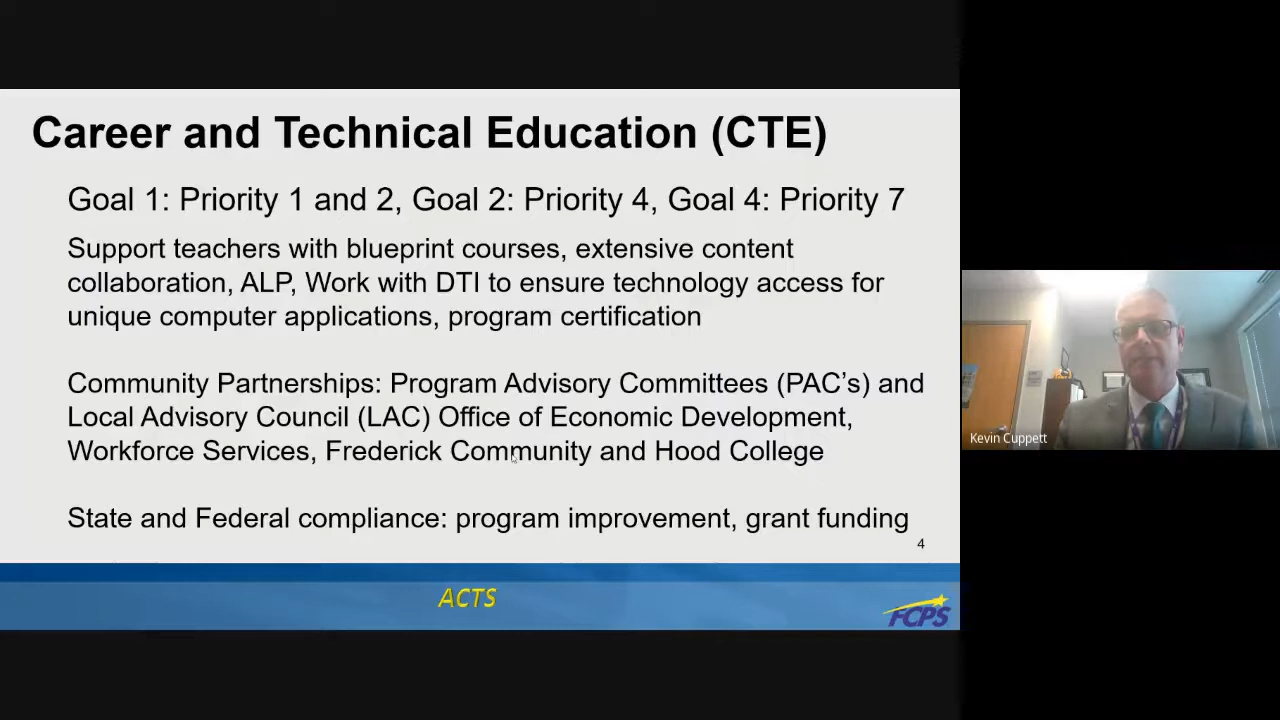 Career and Technical Education (CTE)
Goal 1: Priority 1 and 2, Goal 2: Priority 4, Goal 4: Priority 7
Support teachers with blueprint courses, extensive content
collaboration, ALP, Work with DTI to ensure technology access for
unique computer applications, program certification
Community Partnerships: Program Advisory Committees (PAC’s) and
Local Advisory Council (LAC) Office of Economic Development,
Workforce Services, Frederick Community and Hood College
State and Federal compliance: program improvement, grant funding
4
ACTS
FCPS
Kevin Cuppett